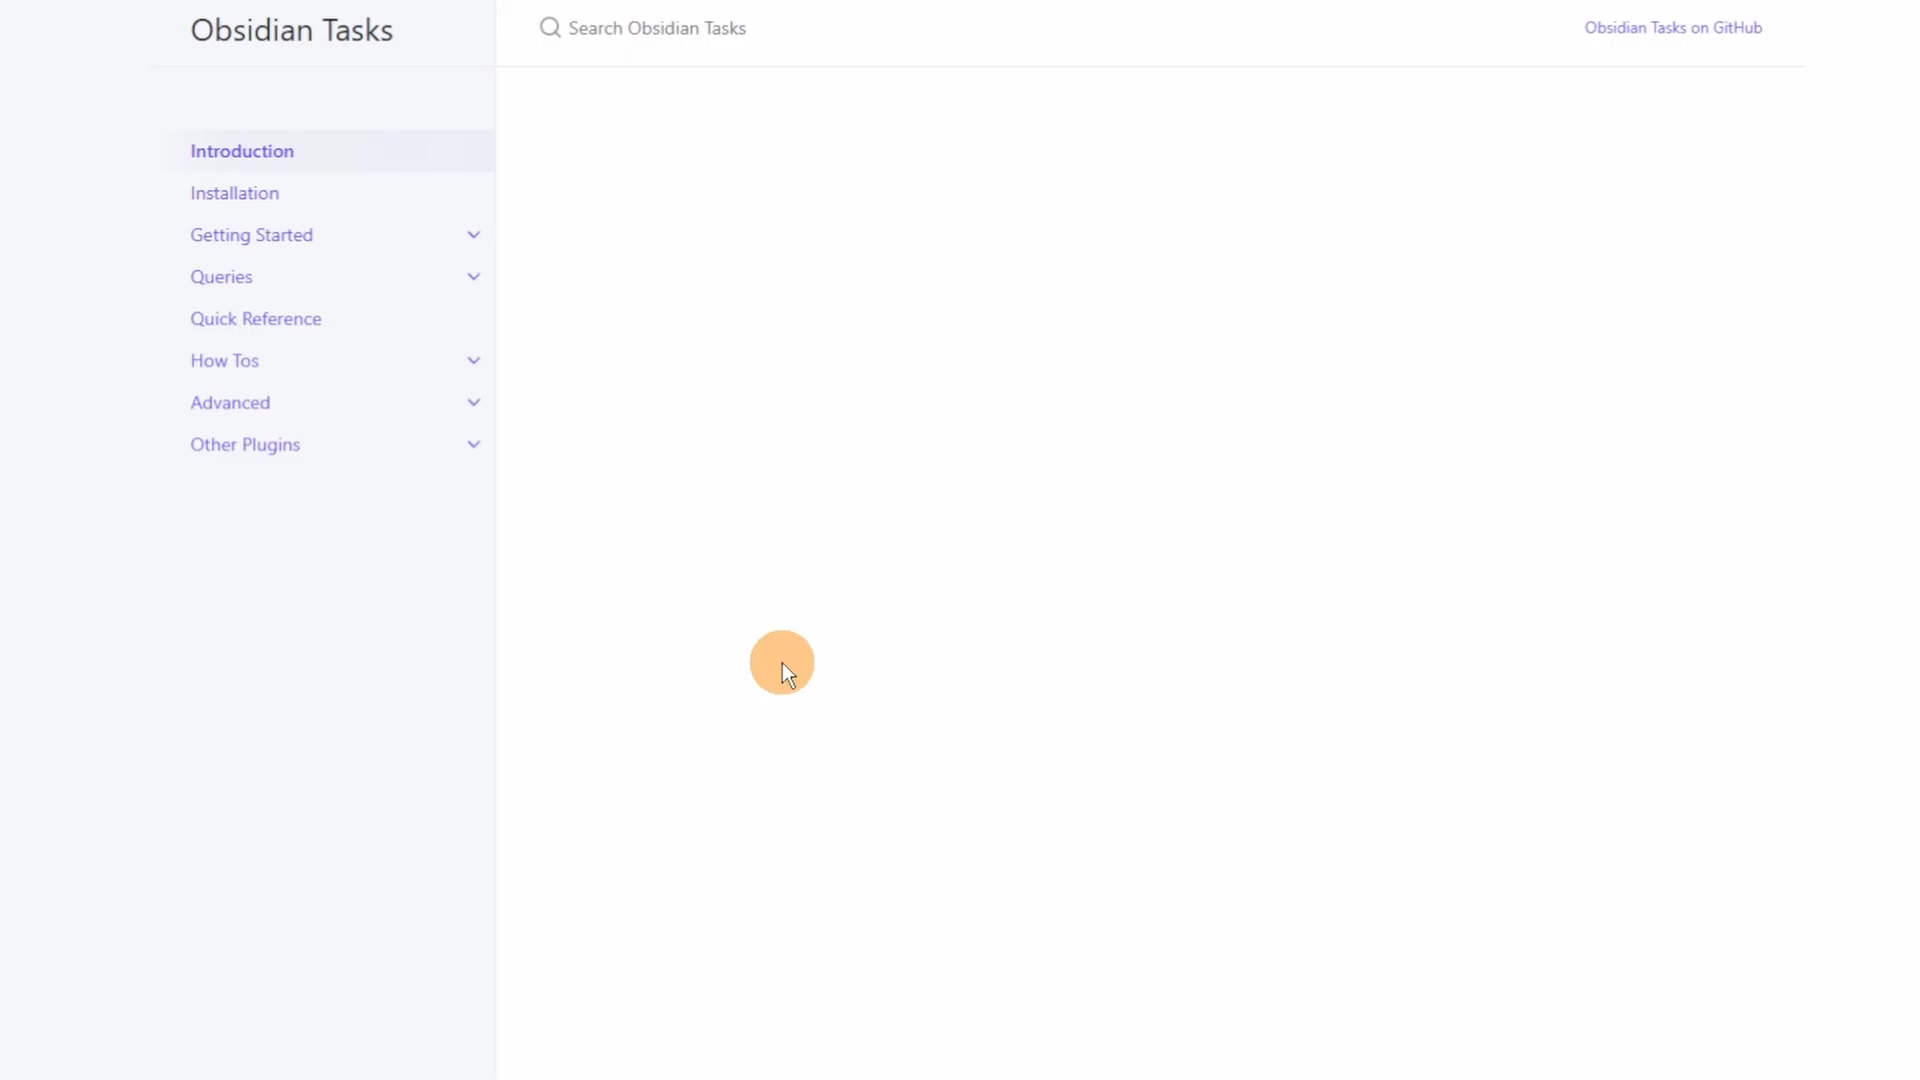 Obsidian Tasks
Search Obsidian Tasks
Obsidian Tasks on GitHub
Introduction
Installation
Getting Started
Queries
Quick Reference
How Tos
Advanced
Other Plugins